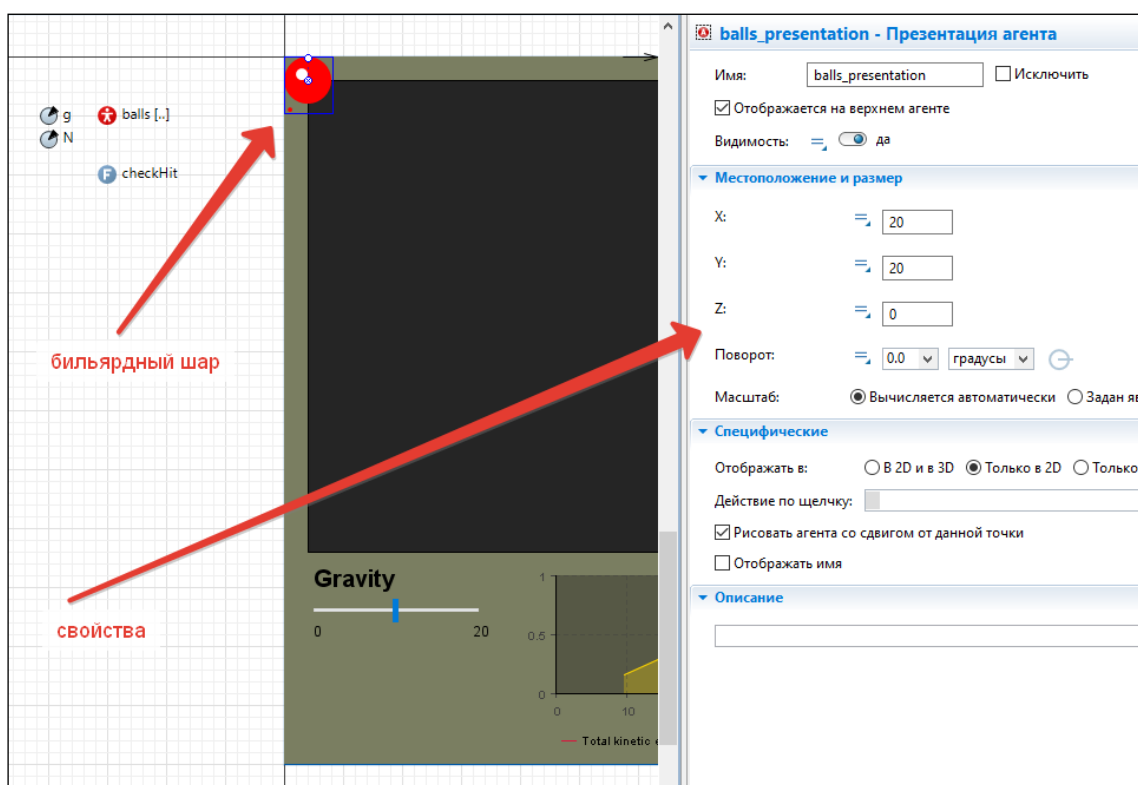 balls_presentation - Презентация агента
Имя: balls_presentation Исключить
Отображается на верхнем агенте
Видимость: да
Местоположение и размер
X: 20
Y: 20
Z: 0
Поворот: 0.0 градусы
Масштаб: Вычисляется автоматически Задан яв
Специфические
Отображать в: В 2D и в 3D Только в 2D Только
Действие по щелчку:
Рисовать агента со сдвигом от данной точки
Отображать имя
Описание
g balls [..]
N
F checkHit
бильярдный шар
свойства
Gravity
0 20
1
0.5
0
0 10
Total kinetic e